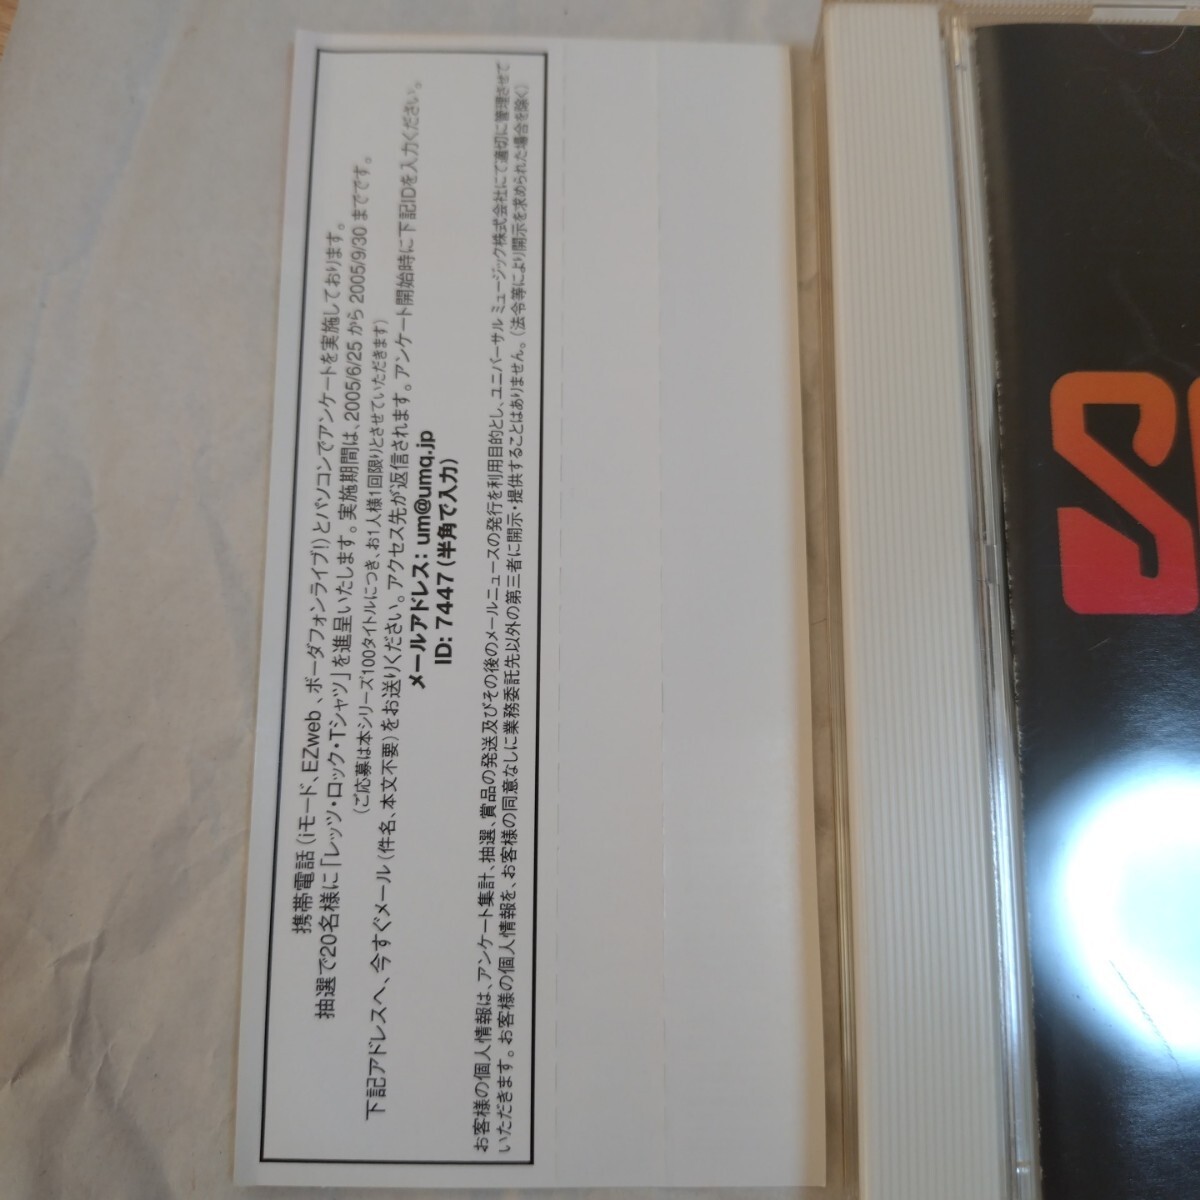 携帯電話（iモード、EZweb 、ボーダフォンライブ!）とパソコンでアンケートを実施しております。
抽選で20名様に「レッツ・ロック・Tシャツ」を進呈いたします。実施期間は、2005/6/25 から 2005/9/30 までです。
（ご応募は本シリーズ100タイトルにつき、お1人様1回限りとさせていただきます）
下記アドレスへ、今すぐメール（件名、本文不要）をお送りください。アクセス先が返信されます。アンケート開始時に下記IDを入力ください。
メールアドレス：um@umq.jp
ID: 7447 (半角で入力)
お客様の個人情報は、アンケート集計、抽選、賞品の発送及びその後のメールニュースの発行を利用目的とし、ユニバーサル ミュージック株式会社にて適切に管理させて
いただきます。お客様の個人情報を、お客様の同意なしに業務委託先以外の第三者に開示・提供することはありません。（法令等により開示を求められた場合を除く）
S